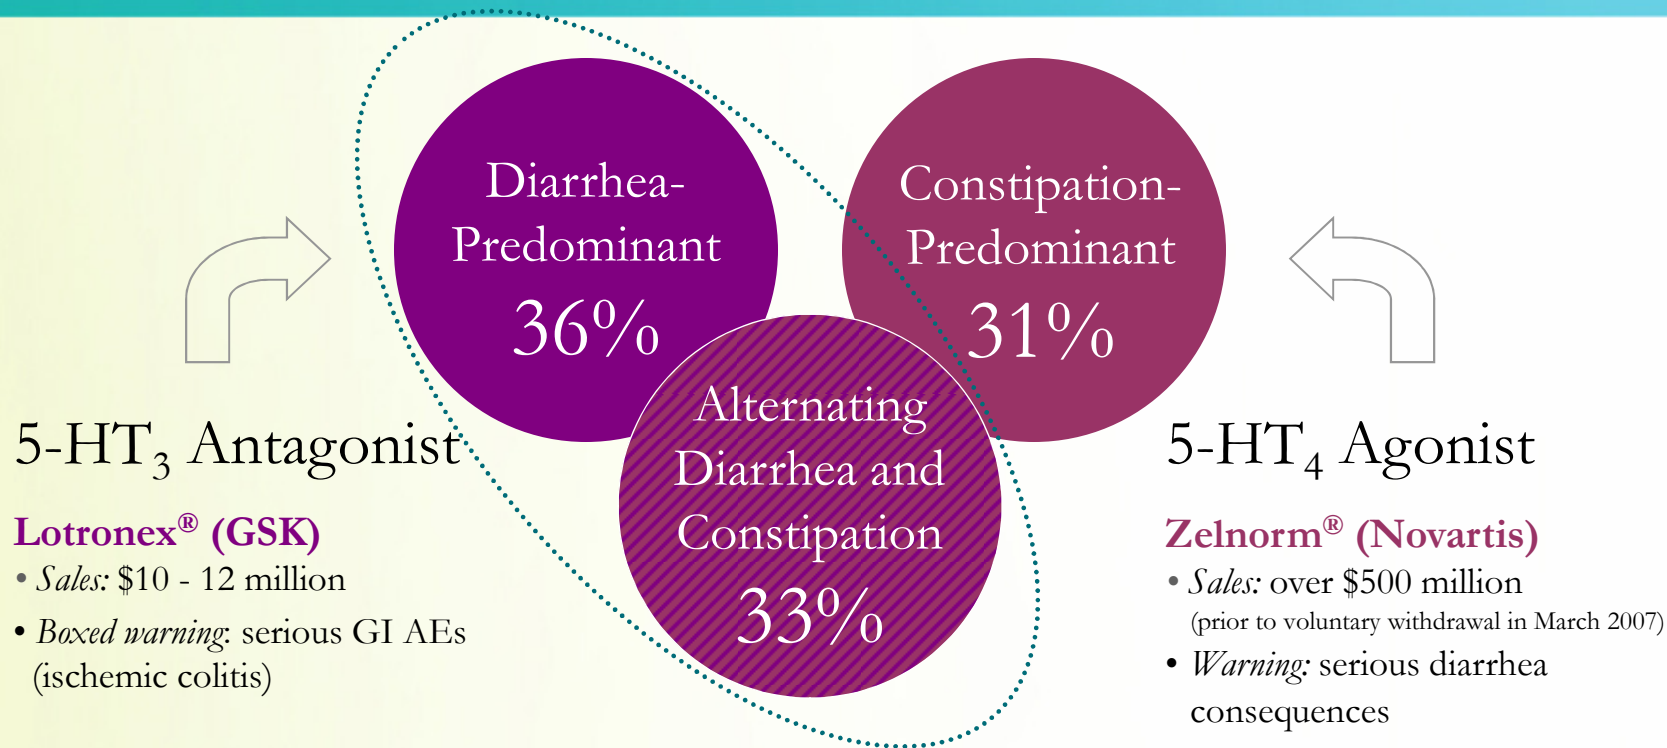 Diarrhea-
Predominant
36%
Constipation-
Predominant
31%
Alternating
Diarrhea and
Constipation
33%
5-HT₃ Antagonist
Lotronex® (GSK)
• Sales: $10 - 12 million
• Boxed warning: serious GI AEs
(ischemic colitis)
5-HT₄ Agonist
Zelnorm® (Novartis)
• Sales: over $500 million
(prior to voluntary withdrawal in March 2007)
• Warning: serious diarrhea
consequences